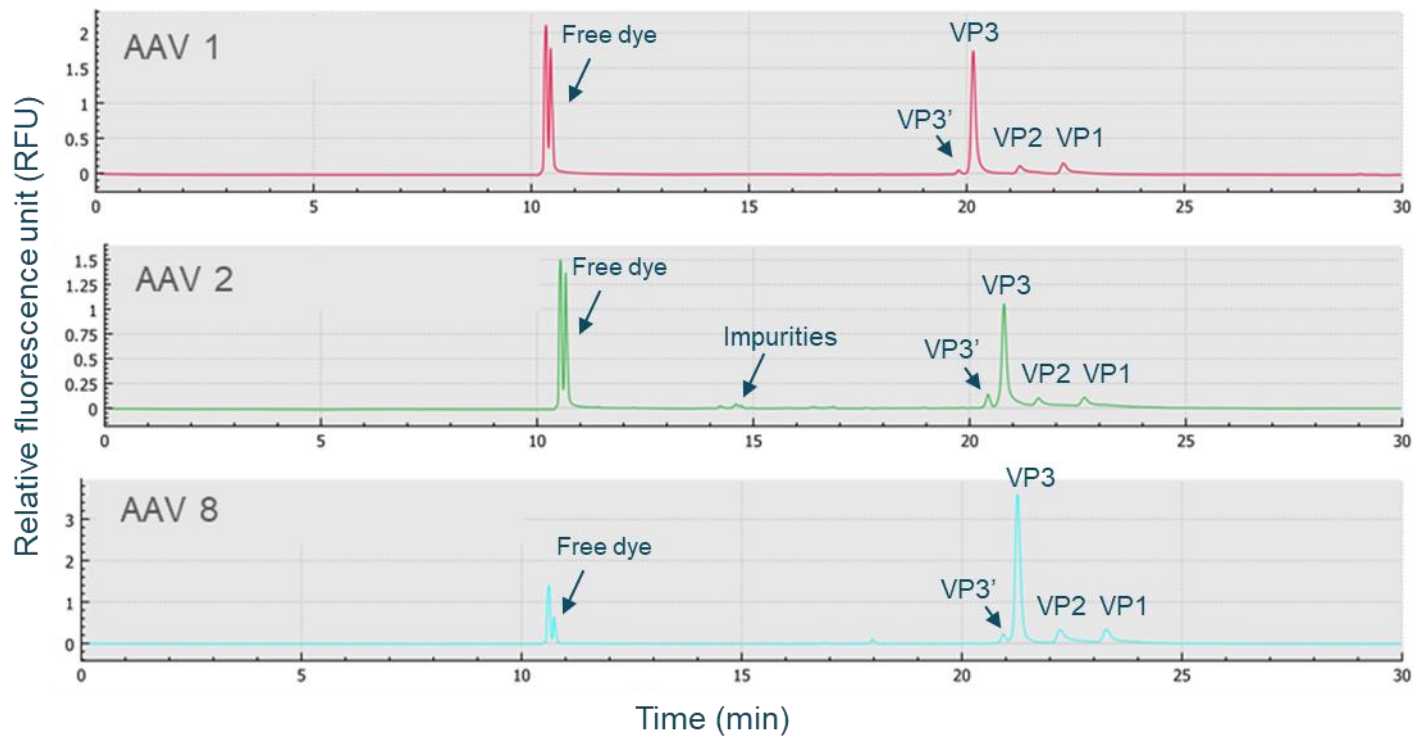 Relative fluorescence unit (RFU)
AAV 1
Free dye
VP3
VP3’
VP2
VP1
2
1.5
1
0.5
0
0 5 10 15 20 25 30
AAV 2
Free dye
Impurities
VP3
VP3’
VP2
VP1
1.5
1.25
1
0.75
0.5
0.25
0
0 5 10 15 20 25 30
AAV 8
Free dye
VP3
VP3’
VP2
VP1
3
2
1
0
0 5 10 15 20 25 30
Time (min)